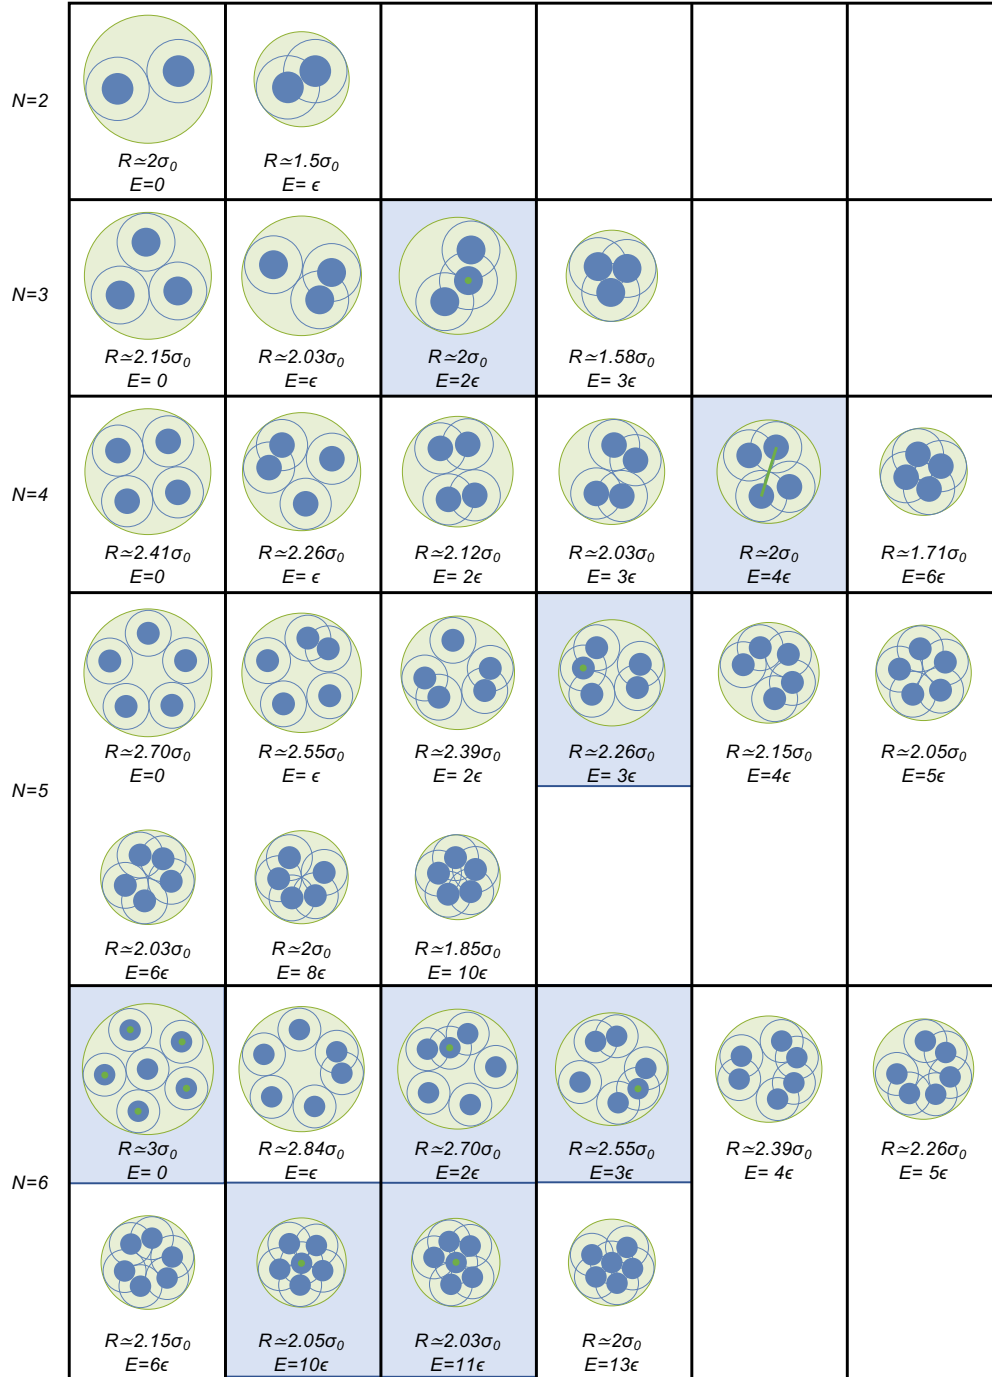 N=2
R≃2σ₀
E=0
R≃1.5σ₀
E= ϵ
N=3
R≃2.15σ₀
E= 0
R≃2.03σ₀
E=ϵ
R≃2σ₀
E=2ϵ
R≃1.58σ₀
E= 3ϵ
N=4
R≃2.41σ₀
E=0
R≃2.26σ₀
E= ϵ
R≃2.12σ₀
E= 2ϵ
R≃2.03σ₀
E= 3ϵ
R≃2σ₀
E=4ϵ
R≃1.71σ₀
E=6ϵ
N=5
R≃2.70σ₀
E=0
R≃2.55σ₀
E= ϵ
R≃2.39σ₀
E= 2ϵ
R≃2.26σ₀
E= 3ϵ
R≃2.15σ₀
E=4ϵ
R≃2.05σ₀
E=5ϵ
R≃2.03σ₀
E=6ϵ
R≃2σ₀
E= 8ϵ
R≃1.85σ₀
E= 10ϵ
N=6
R≃3σ₀
E= 0
R≃2.84σ₀
E=ϵ
R≃2.70σ₀
E=2ϵ
R≃2.55σ₀
E=3ϵ
R≃2.39σ₀
E= 4ϵ
R≃2.26σ₀
E= 5ϵ
R≃2.15σ₀
E=6ϵ
R≃2.05σ₀
E=10ϵ
R≃2.03σ₀
E=11ϵ
R≃2σ₀
E=13ϵ